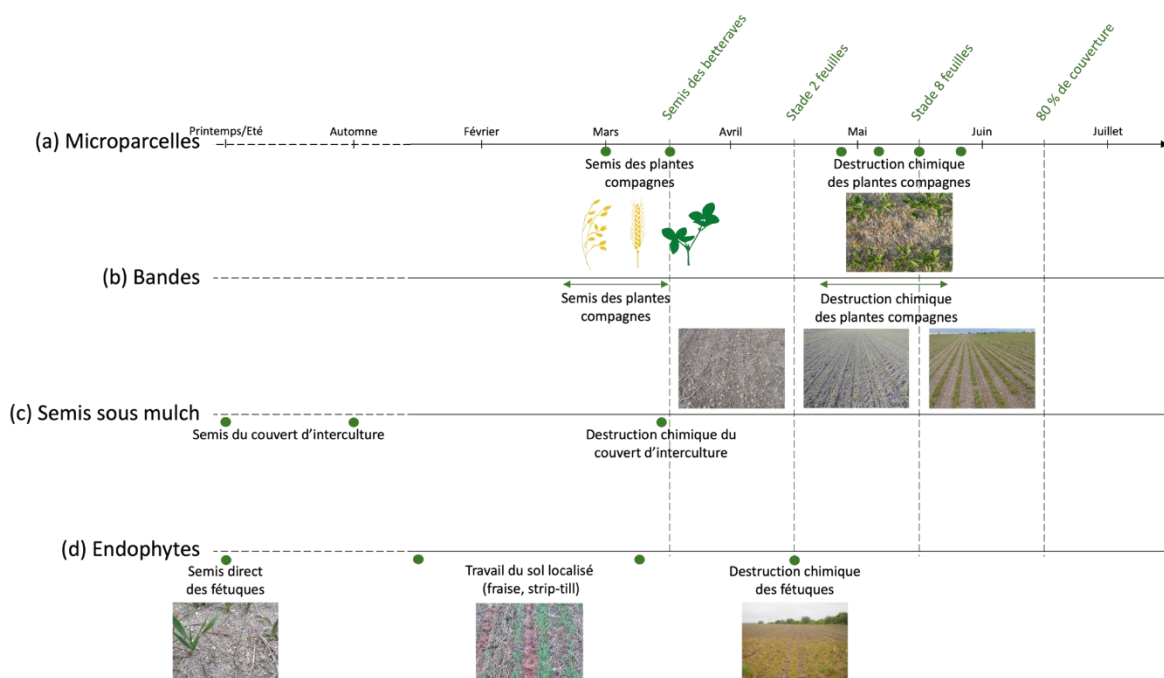 Semis des betteraves
Stade 2 feuilles
Stade 8 feuilles
80 % de couverture
Printemps/Eté
Automne
Février
Mars
Avril
Mai
Juin
Juillet
(a) Microparcelles
Semis des plantes
compagnes
Destruction chimique
des plantes compagnes
(b) Bandes
Semis des plantes
compagnes
Destruction chimique
des plantes compagnes
(c) Semis sous mulch
Semis du couvert d’interculture
Destruction chimique du
couvert d’interculture
(d) Endophytes
Semis direct
des fétuques
Travail du sol localisé
(fraise, strip-till)
Destruction chimique des
fétuques